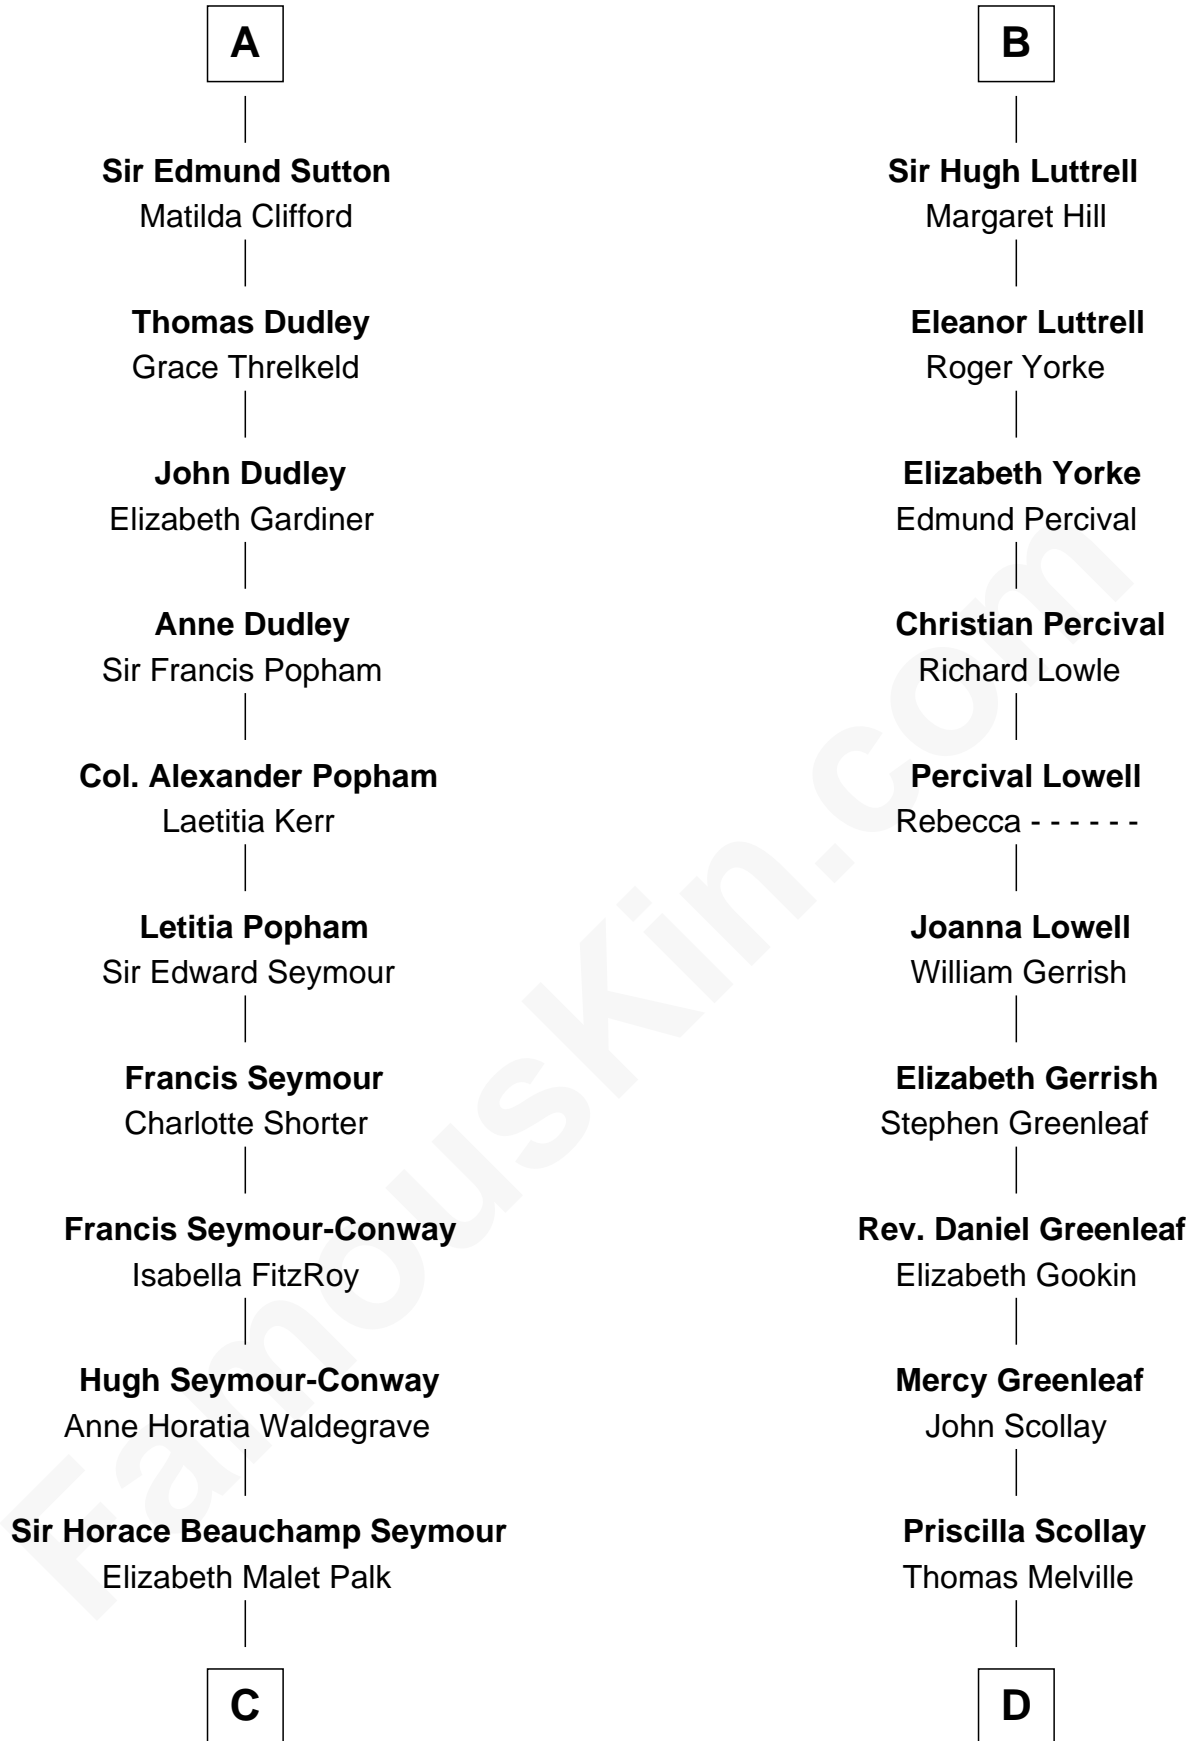 A
Sir Edmund Sutton
Matilda Clifford
Thomas Dudley
Grace Threlkeld
John Dudley
Elizabeth Gardiner
Anne Dudley
Sir Francis Popham
Col. Alexander Popham
Laetitia Kerr
Letitia Popham
Sir Edward Seymour
Francis Seymour
Charlotte Shorter
Francis Seymour-Conway
Isabella FitzRoy
Hugh Seymour-Conway
Anne Horatia Waldegrave
Sir Horace Beauchamp Seymour
Elizabeth Malet Palk
C
B
Sir Hugh Luttrell
Margaret Hill
Eleanor Luttrell
Roger Yorke
Elizabeth Yorke
Edmund Percival
Christian Percival
Richard Lowle
Percival Lowell
Rebecca - - - - - -
Joanna Lowell
William Gerrish
Elizabeth Gerrish
Stephen Greenleaf
Rev. Daniel Greenleaf
Elizabeth Gookin
Mercy Greenleaf
John Scollay
Priscilla Scollay
Thomas Melville
D
FamousKin.com